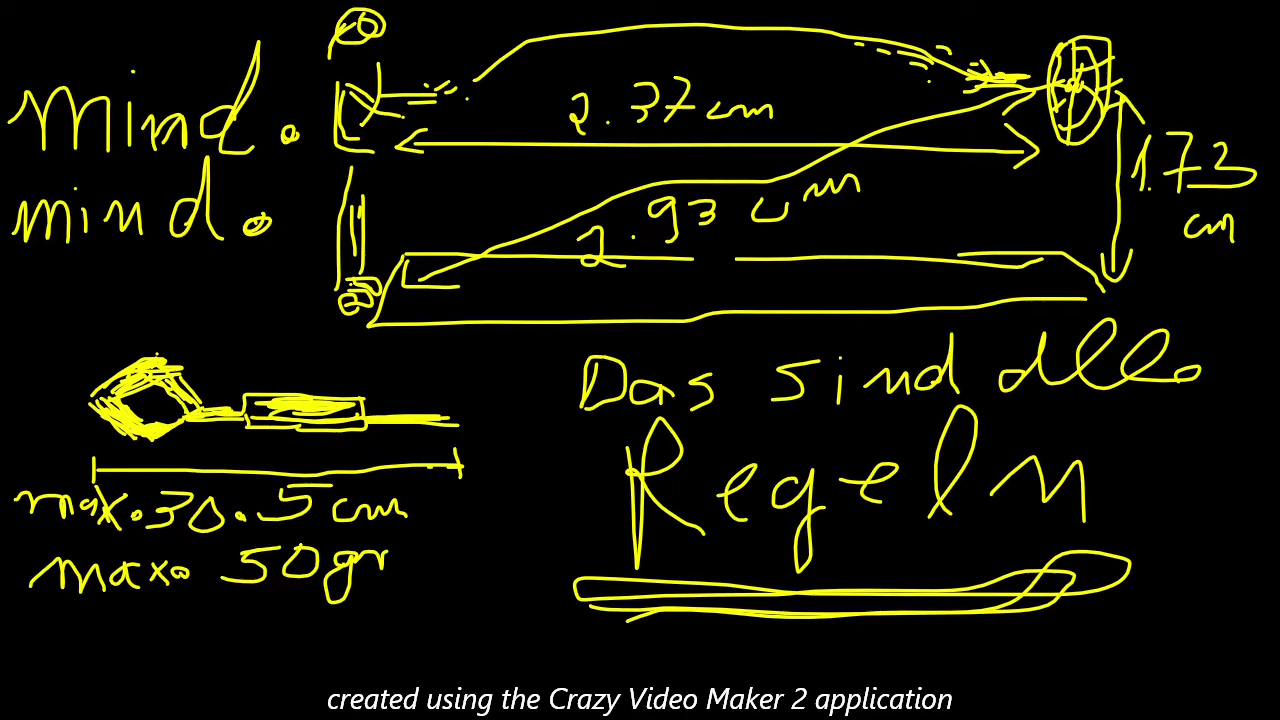 mind.
mind.
2.37 cm
1.73
cm
2.93 cm
max. 30.5 cm
max. 50gr
Das sind alle
Regeln
created using the Crazy Video Maker 2 application